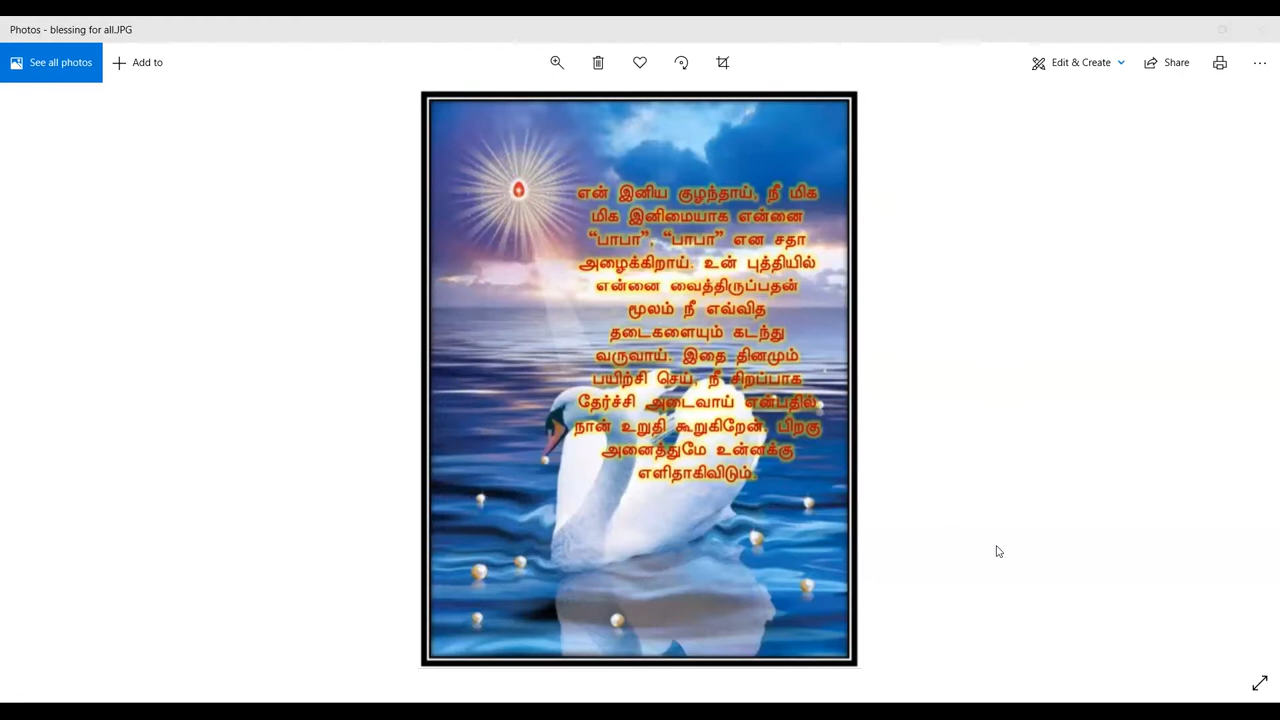 Photos - blessing for all.JPG
See all photos
Add to
Edit & Create
Share
என் இனிய குழந்தாய், நீ மிக
மிக இனிமையாக என்னை
“பாபா”, “பாபா” என சதா
அழைக்கிறாய். உன் புத்தியில்
என்னை வைத்திருப்பதன்
மூலம் நீ எவ்வித
தடைகளையும் கடந்து
வருவாய். இதை தினமும்
பயிற்சி செய், நீ சிறப்பாக
தேர்ச்சி அடைவாய் என்பதில்
நான் உறுதி கூறுகிறேன். பிறகு
அனைத்துமே உன்னக்கு
எளிதாகிவிடும்.